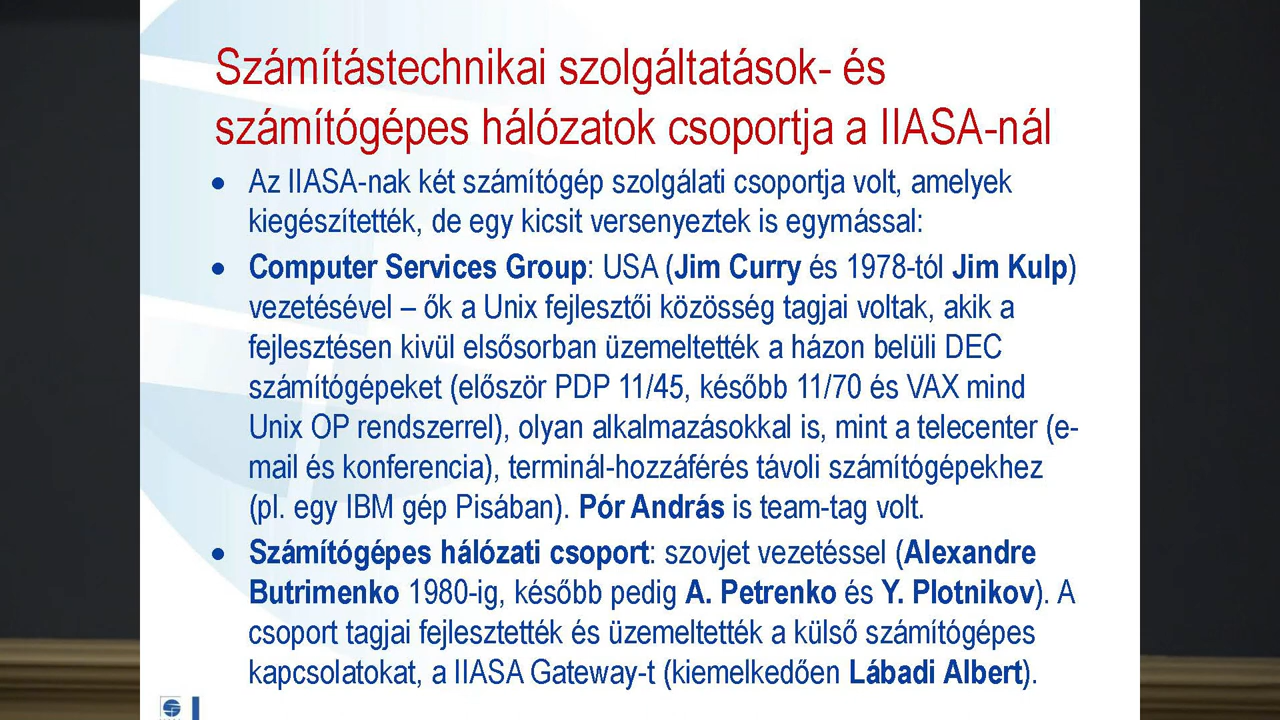 Számítástechnikai szolgáltatások- és
számítógépes hálózatok csoportja a IIASA-nál
• Az IIASA-nak két számítógép szolgálati csoportja volt, amelyek
kiegészítették, de egy kicsit versenyeztek is egymással:
• Computer Services Group: USA (Jim Curry és 1978-tól Jim Kulp)
vezetésével – ők a Unix fejlesztői közösség tagjai voltak, akik a
fejlesztésen kivül elsősorban üzemeltették a házon belüli DEC
számítógépeket (először PDP 11/45, később 11/70 és VAX mind
Unix OP rendszerrel), olyan alkalmazásokkal is, mint a telecenter (e-
mail és konferencia), terminál-hozzáférés távoli számítógépekhez
(pl. egy IBM gép Pisában). Pór András is team-tag volt.
• Számítógépes hálózati csoport: szovjet vezetéssel (Alexandre
Butrimenko 1980-ig, később pedig A. Petrenko és Y. Plotnikov). A
csoport tagjai fejlesztették és üzemeltették a külső számítógépes
kapcsolatokat, a IIASA Gateway-t (kiemelkedően Lábadi Albert).